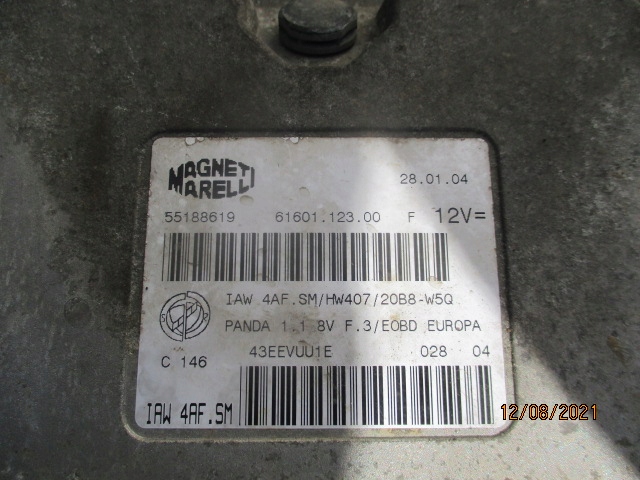 MAGNETI
MARELLI
28.01.04
55188619 61601.123.00 F 12V=
IAW 4AF.SM/HW407/20B8-W5Q
PANDA 1.1 8V F.3/EOBD EUROPA
C 146 43EEVUU1E 028 04
IAW 4AF.SM
12/08/2021